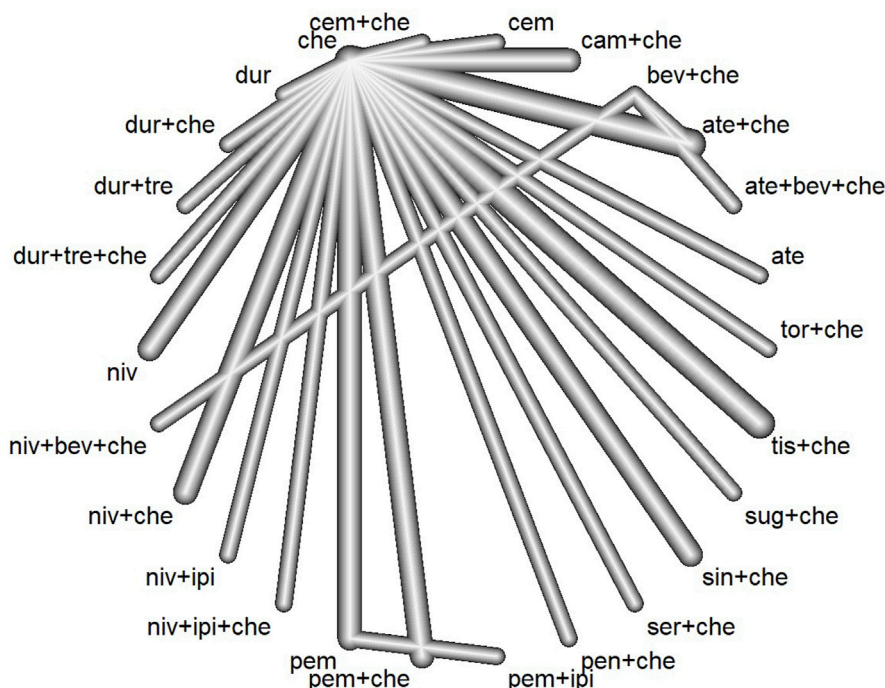 cem+che
cem
che
cam+che
dur
bev+che
dur+che
ate+che
dur+tre
ate+bev+che
dur+tre+che
ate
tor+che
niv
niv+bev+che
tis+che
niv+che
sug+che
niv+ipi
sin+che
niv+ipi+che
ser+che
pem
pen+che
pem+che
pem+ipi